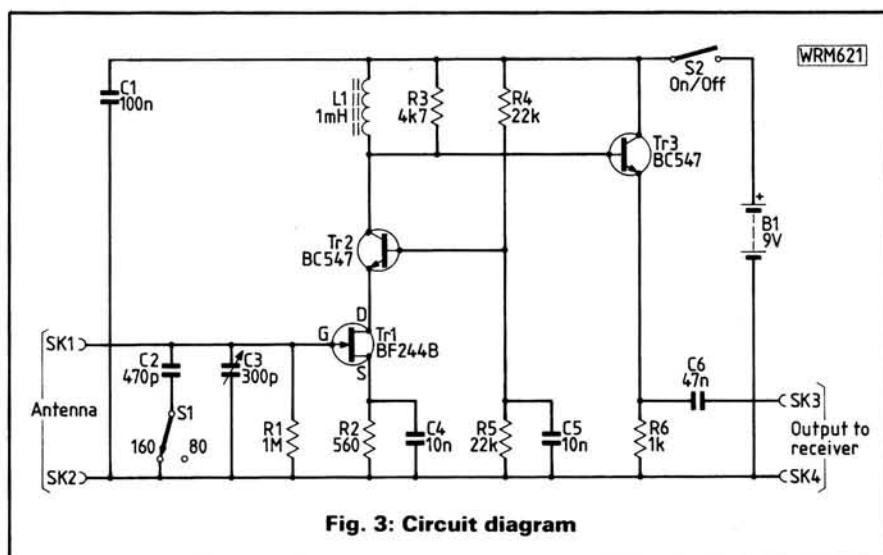 WRM621
C1
100n
L1
1mH
R3
4k7
R4
22k
S2
On/Off
Tr3
BC547
+
B1
9V
Tr2
BC547
D
G
Tr1
BF244B
S
SK1
C2
470p
C3
300p
Antenna
S1
160
80
R1
1M
R2
560
C4
10n
R5
22k
C5
10n
R6
1k
C6
47n
SK3
Output to
receiver
SK2
SK4
Fig. 3: Circuit diagram